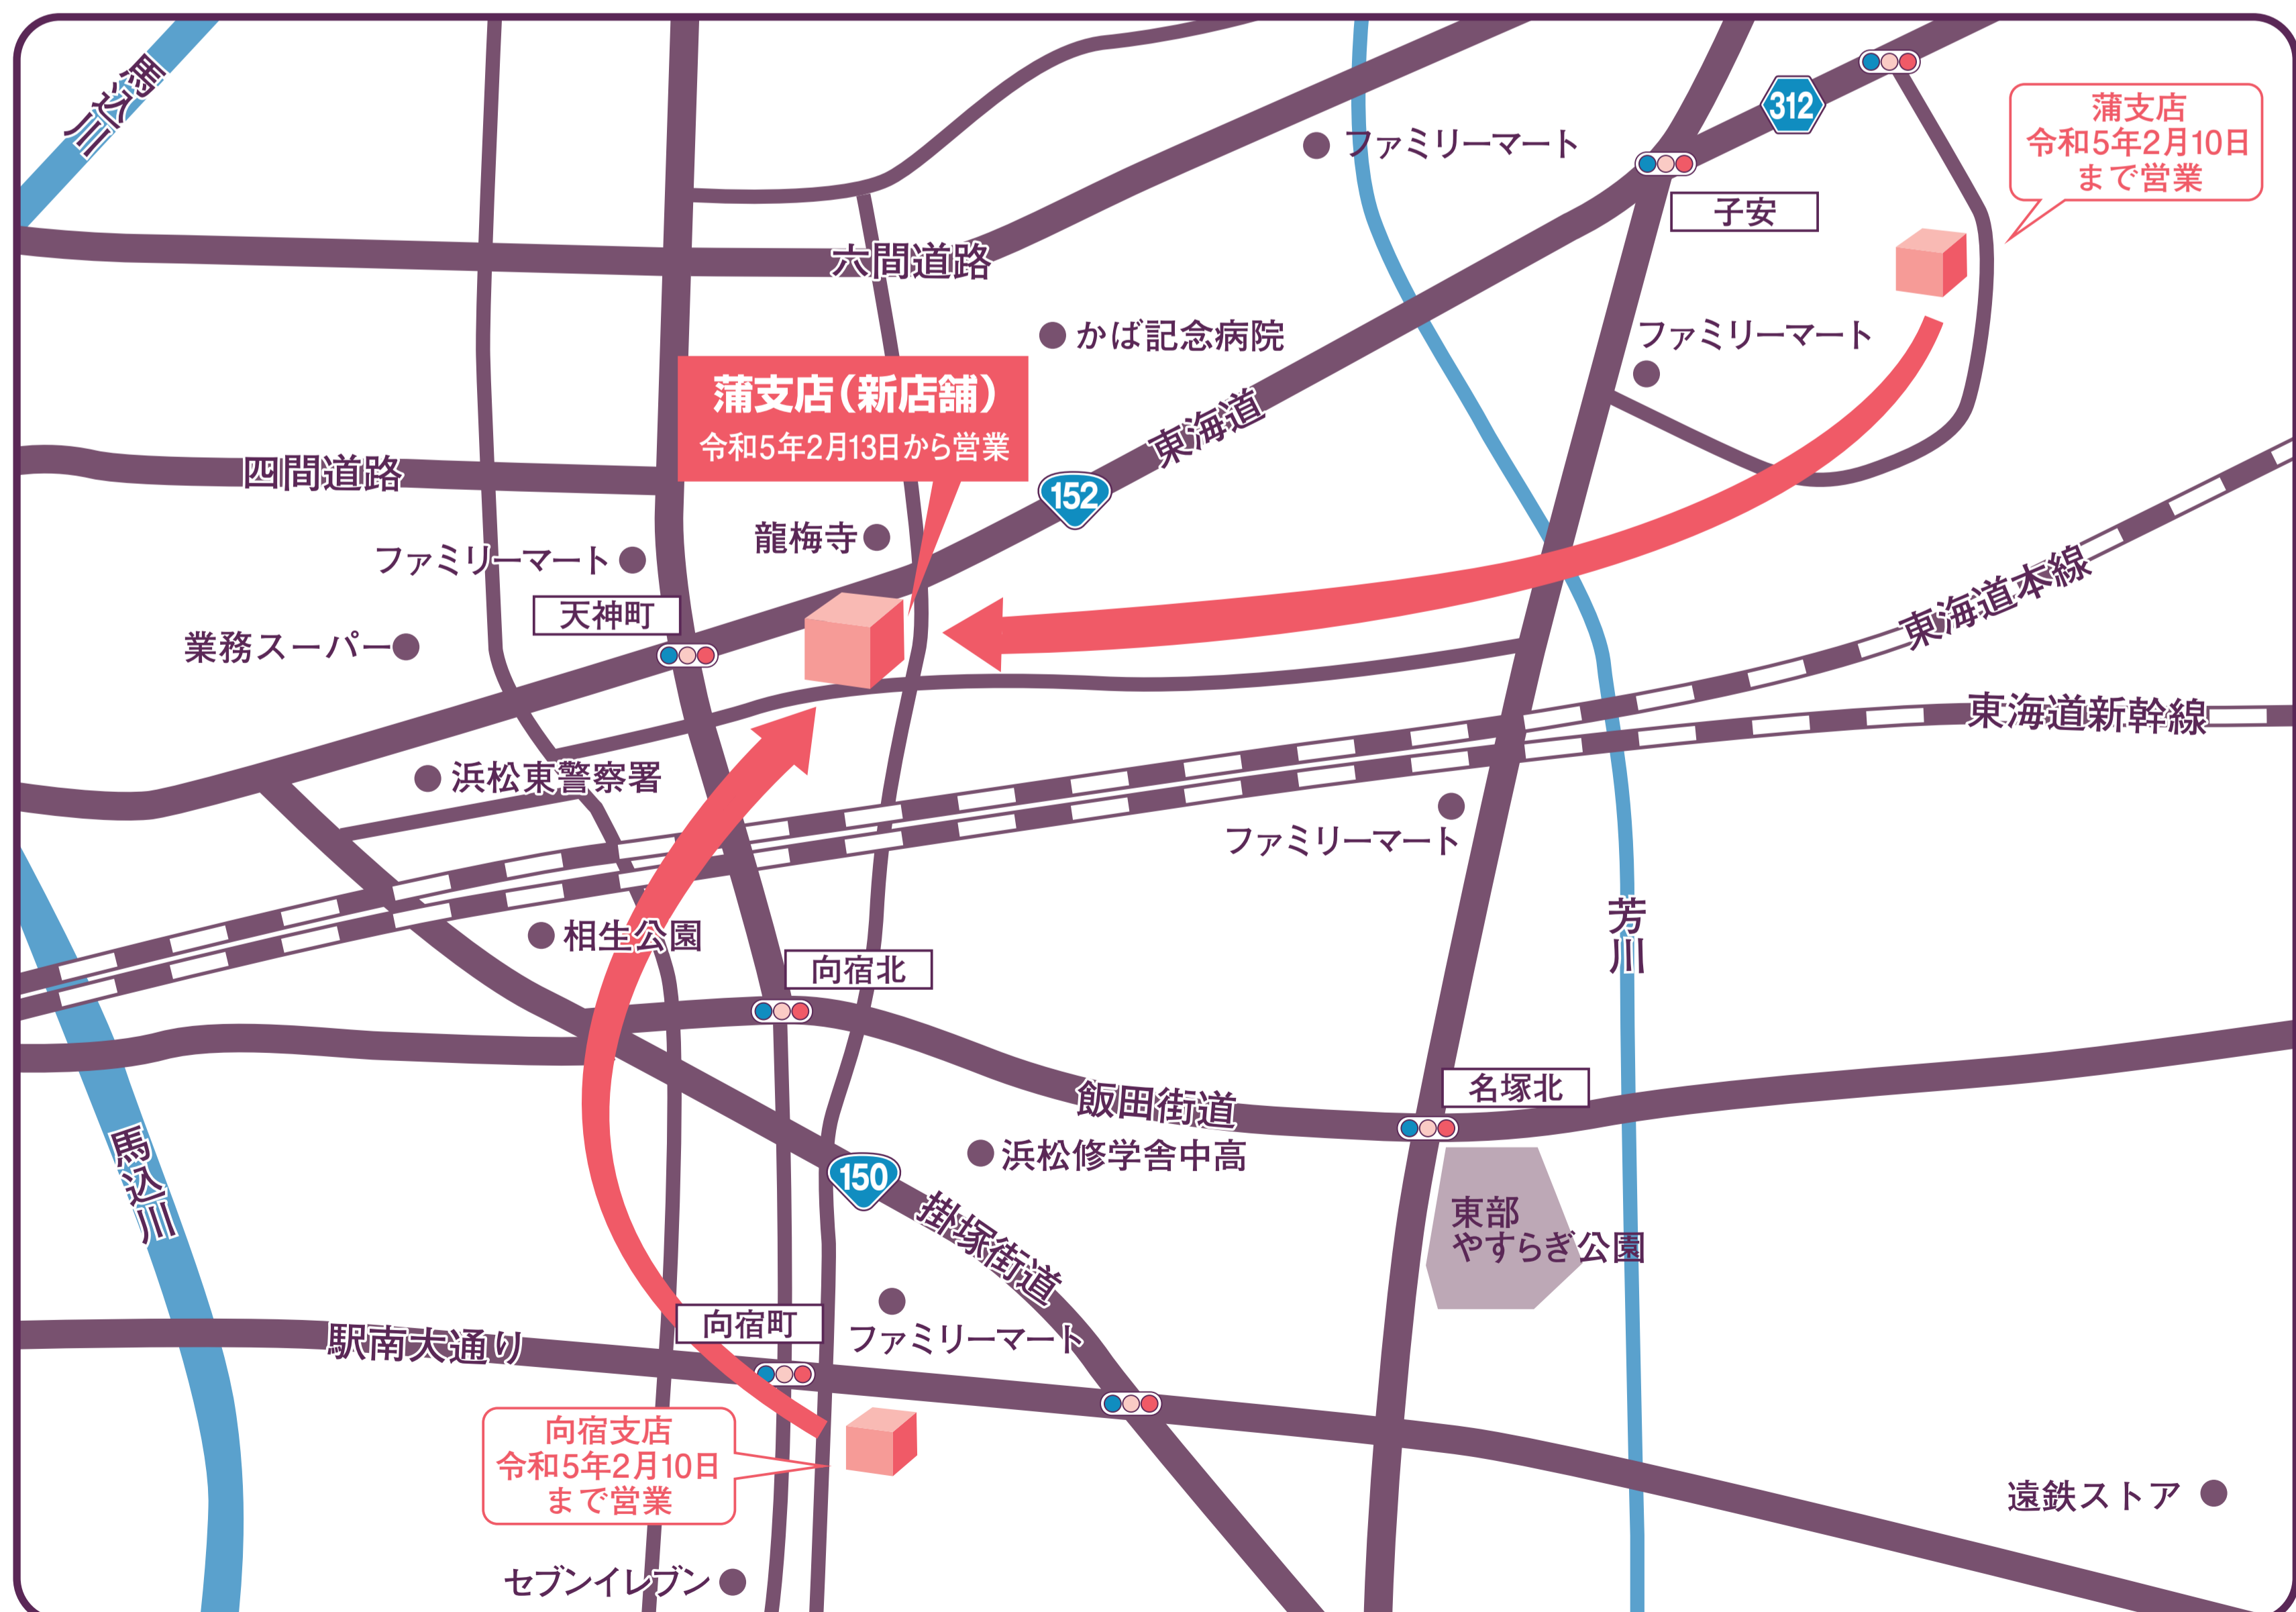 馬込川
312
蒲支店
令和5年2月10日
まで営業
ファミリーマート
子安
六間道路
かば記念病院
ファミリーマート
蒲支店（新店舗）
令和5年2月13日から営業
東海道
四間道路
152
龍梅寺
ファミリーマート
天神町
業務スーパー
東海道本線
東海道新幹線
浜松東警察署
ファミリーマート
相生公園
芳川
向宿北
飯田街道
名塚北
馬込川
浜松修学舎中高
150
掛塚街道
東部
やすらぎ公園
向宿町
ファミリーマート
駅南大通り
向宿支店
令和5年2月10日
まで営業
遠鉄ストア
セブンイレブン